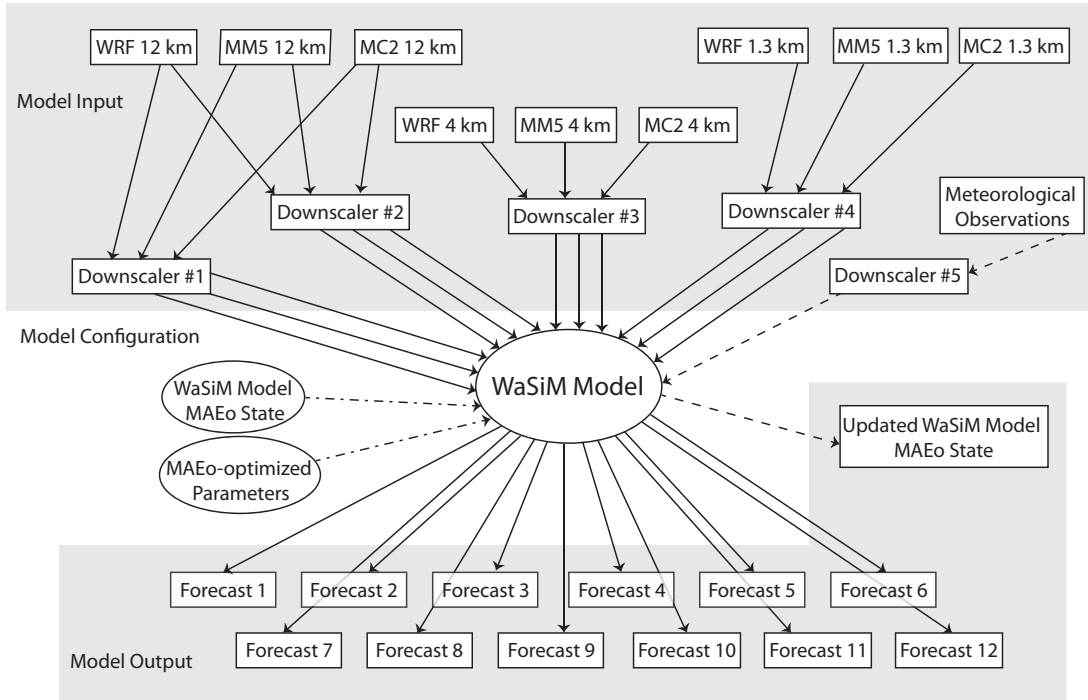 WRF 12 km
MM5 12 km
MC2 12 km
WRF 1.3 km
MM5 1.3 km
MC2 1.3 km
Model Input
WRF 4 km
MM5 4 km
MC2 4 km
Downscaler #2
Downscaler #3
Downscaler #4
Meteorological
Observations
Downscaler #1
Downscaler #5
Model Configuration
WaSiM Model
WaSiM Model
MAEo State
Updated WaSiM Model
MAEo State
MAEo-optimized
Parameters
Forecast 1
Forecast 2
Forecast 3
Forecast 4
Forecast 5
Forecast 6
Forecast 7
Forecast 8
Forecast 9
Forecast 10
Forecast 11
Forecast 12
Model Output